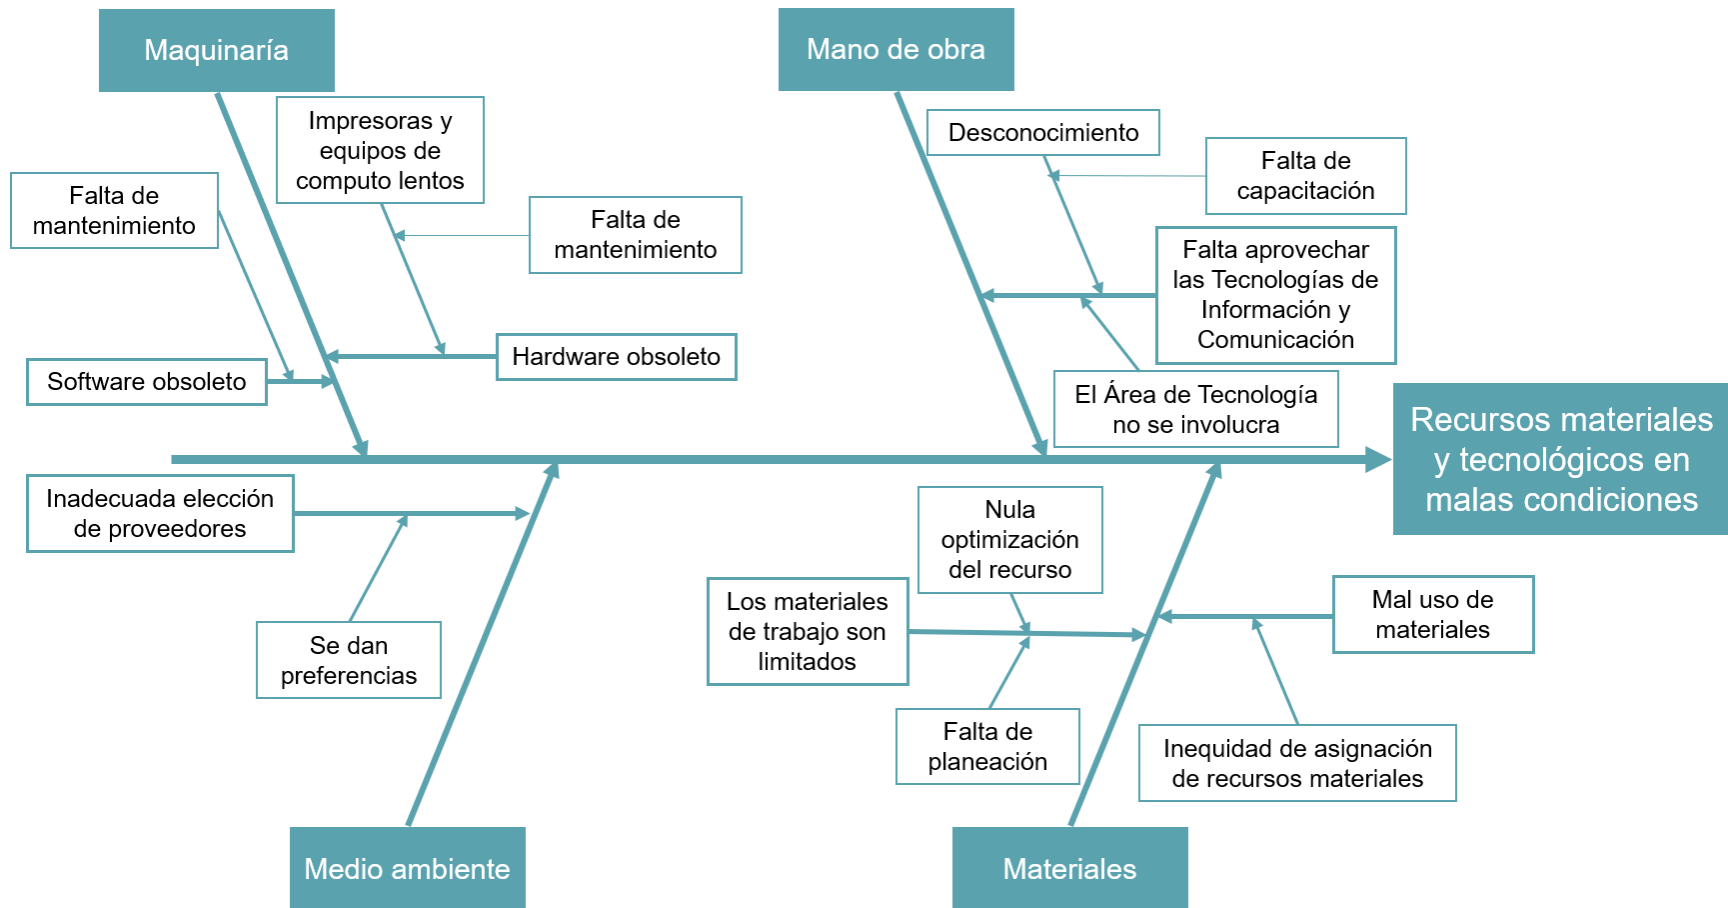 Maquinaría
Mano de obra
Impresoras y
equipos de
computo lentos
Desconocimiento
Falta de
capacitación
Falta de
mantenimiento
Falta de
mantenimiento
Falta aprovechar
las Tecnologías de
Información y
Comunicación
Hardware obsoleto
Software obsoleto
El Área de Tecnología
no se involucra
Recursos materiales
y tecnológicos en
malas condiciones
Inadecuada elección
de proveedores
Nula
optimización
del recurso
Los materiales
de trabajo son
limitados
Mal uso de
materiales
Se dan
preferencias
Falta de
planeación
Inequidad de asignación
de recursos materiales
Medio ambiente
Materiales